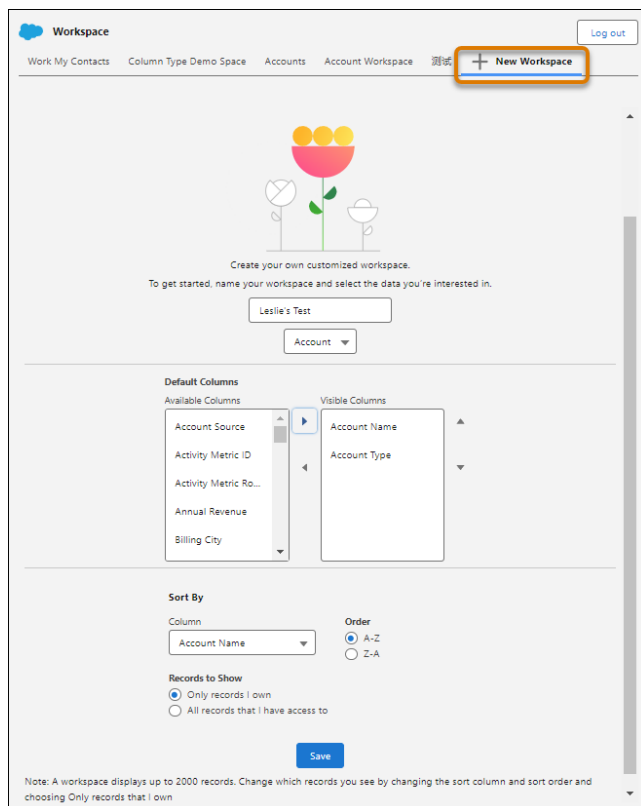 Workspace
Log out
Work My Contacts Column Type Demo Space Accounts Account Workspace 测试 New Workspace
Create your own customized workspace.
To get started, name your workspace and select the data you're interested in.
Leslie's Test
Account
Default Columns
Available Columns Visible Columns
Account Source Account Name
Activity Metric ID Account Type
Activity Metric Ro...
Annual Revenue
Billing City
Sort By
Column Order
Account Name A-Z
Z-A
Records to Show
Only records I own
All records that I have access to
Save
Note: A workspace displays up to 2000 records. Change which records you see by changing the sort column and sort order and
choosing Only records that I own